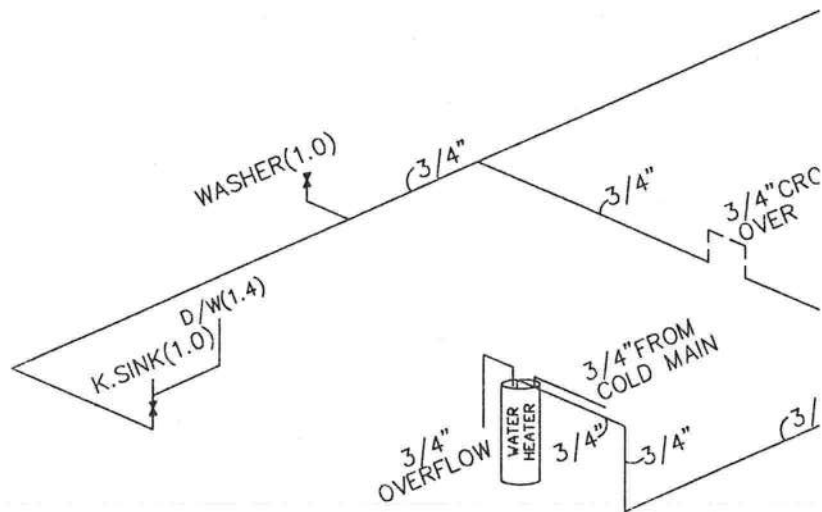 WASHER(1.0)
3/4"
3/4"
3/4"CRO
OVER
D/W(1.4)
K.SINK(1.0)
3/4"FROM
COLD MAIN
WATER
HEATER
3/4"
OVERFLOW
3/4"
3/4"
3/